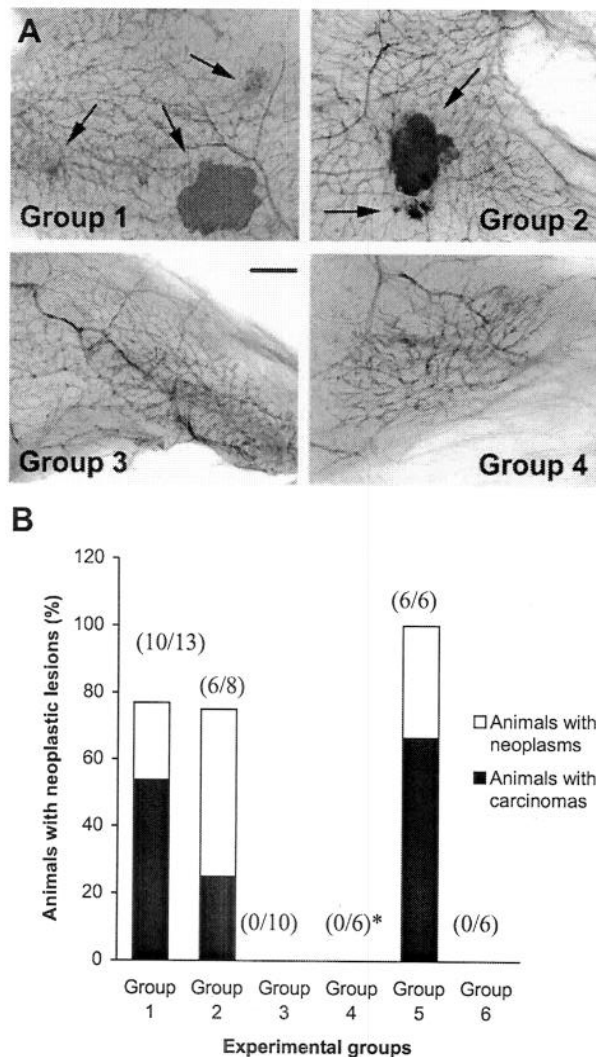 A
Group 1
Group 2
Group 3
Group 4
B
Animals with neoplastic lesions (%)
120
100
80
60
40
20
0
(10/13)
(6/8)
(0/10)
(0/6)*
(6/6)
(0/6)
Animals with
neoplasms
Animals with
carcinomas
Group
1
Group
2
Group
3
Group
4
Group
5
Group
6
Experimental groups